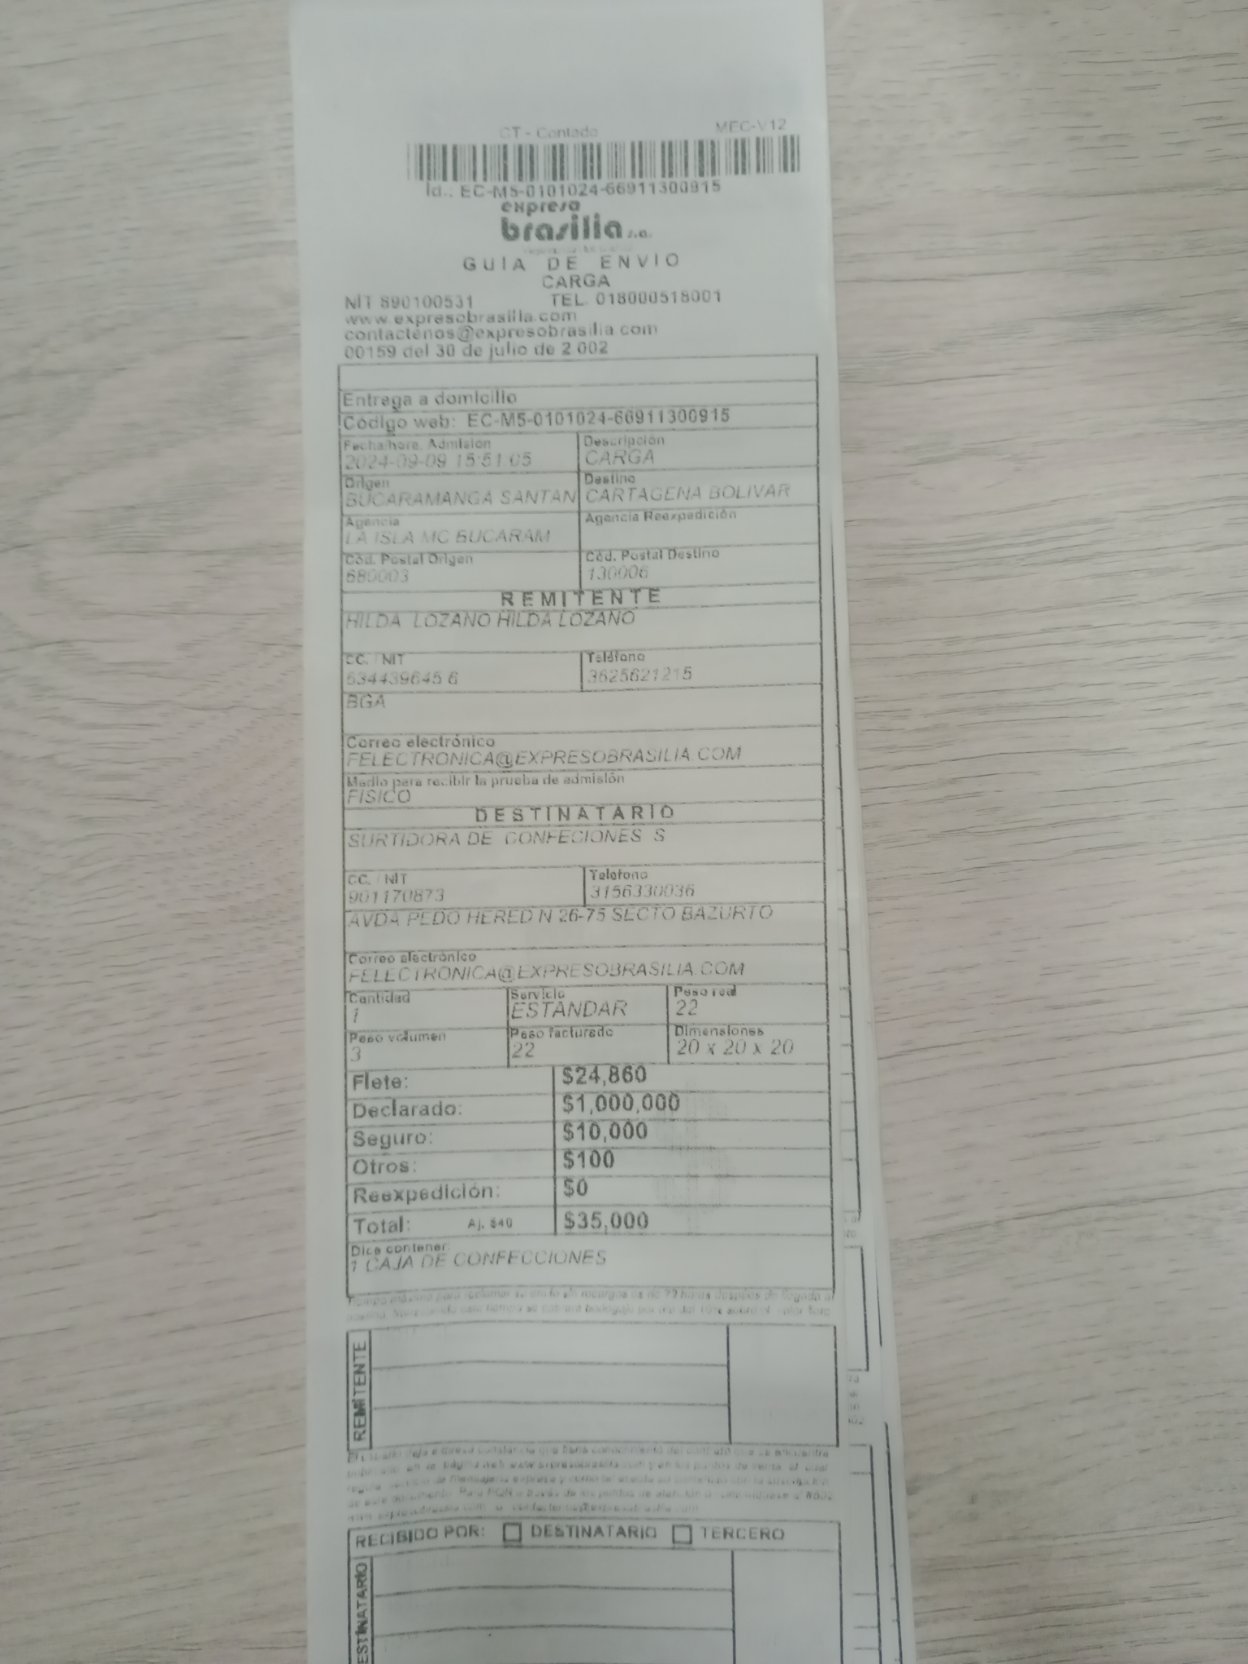 CT - Contado MEC-V12
Id.: EC-M5-0101024-66911300915
expreso
brasilia s.a.
GUIA DE ENVIO
CARGA
NIT 890100531 TEL. 018000518001
www.expresobrasilia.com
contactenos@expresobrasilia.com
00159 del 30 de julio de 2.002
Entrega a domicilio
Código web: EC-M5-0101024-66911300915
Fecha/hora. Admision Descripcion
2024-09-09 15:51:05 CARGA
Origen Destino
BUCARAMANGA SANTAN CARTAGENA BOLIVAR
Agencia Agencia Reexpedición
LA ISLA MC BUCARAM
Cód. Postal Origen Cód. Postal Destino
680003 130006
REMITENTE
HILDA LOZANO HILDA LOZANO
CC. / NIT Teléfono
634439645 6 3625621215
BGA
Correo electrónico
FELECTRONICA@EXPRESOBRASILIA.COM
Medio para recibir la prueba de admisión
FISICO
DESTINATARIO
SURTIDORA DE CONFECIONES S
CC. / NIT Telefono
901170873 3156330036
AVDA PEDO HERED N 26-75 SECTO BAZURTO
Correo electrónico
FELECTRONICA@EXPRESOBRASILIA.COM
Cantidad Servicio Peso real
1 ESTANDAR 22
Peso volumen Peso facturado Dimensiones
3 22 20 x 20 x 20
Flete: $24,860
Declarado: $1,000,000
Seguro: $10,000
Otros: $100
Reexpedición: $0
Total: Aj. $40 $35,000
Dice contener:
1 CAJA DE CONFECCIONES
REMITENTE
RECIBIDO POR: DESTINATARIO TERCERO